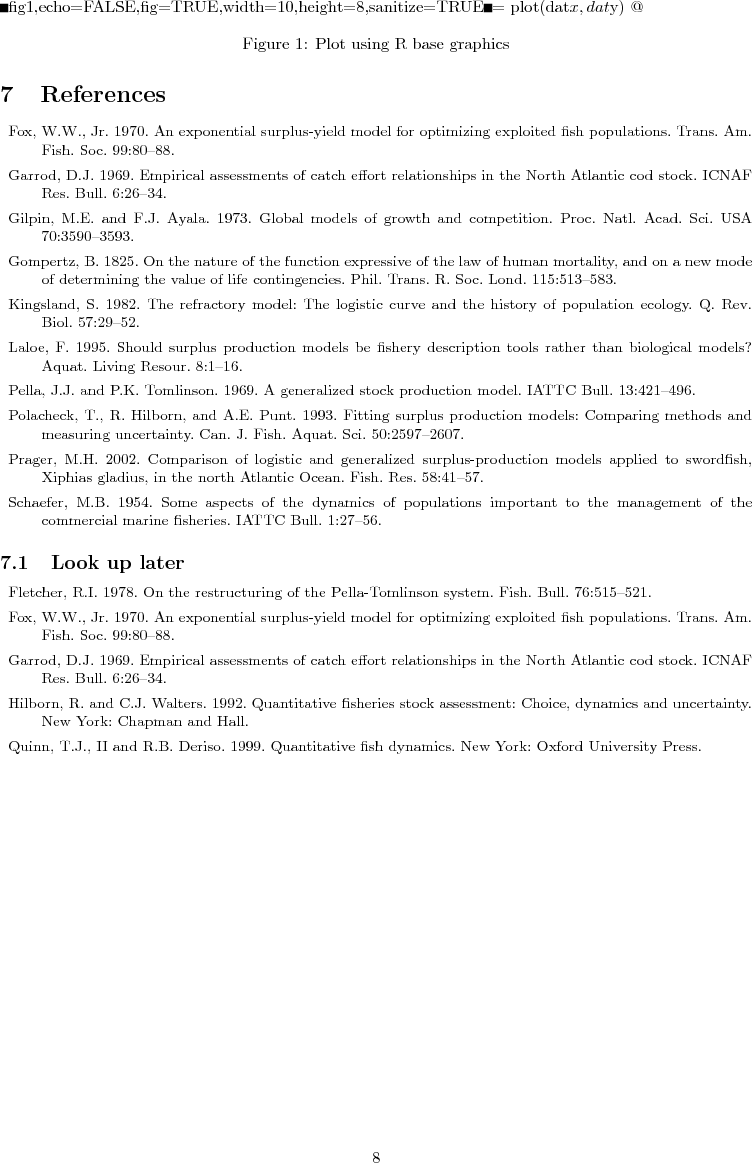 ■fig1,echo=FALSE,fig=TRUE,width=10,height=8,sanitize=TRUE■= plot(datx, daty) @
Figure 1: Plot using R base graphics
7 References
Fox, W.W., Jr. 1970. An exponential surplus-yield model for optimizing exploited fish populations. Trans. Am.
Fish. Soc. 99:80–88.
Garrod, D.J. 1969. Empirical assessments of catch effort relationships in the North Atlantic cod stock. ICNAF
Res. Bull. 6:26–34.
Gilpin, M.E. and F.J. Ayala. 1973. Global models of growth and competition. Proc. Natl. Acad. Sci. USA
70:3590–3593.
Gompertz, B. 1825. On the nature of the function expressive of the law of human mortality, and on a new mode
of determining the value of life contingencies. Phil. Trans. R. Soc. Lond. 115:513–583.
Kingsland, S. 1982. The refractory model: The logistic curve and the history of population ecology. Q. Rev.
Biol. 57:29–52.
Laloe, F. 1995. Should surplus production models be fishery description tools rather than biological models?
Aquat. Living Resour. 8:1–16.
Pella, J.J. and P.K. Tomlinson. 1969. A generalized stock production model. IATTC Bull. 13:421–496.
Polacheck, T., R. Hilborn, and A.E. Punt. 1993. Fitting surplus production models: Comparing methods and
measuring uncertainty. Can. J. Fish. Aquat. Sci. 50:2597–2607.
Prager, M.H. 2002. Comparison of logistic and generalized surplus-production models applied to swordfish,
Xiphias gladius, in the north Atlantic Ocean. Fish. Res. 58:41–57.
Schaefer, M.B. 1954. Some aspects of the dynamics of populations important to the management of the
commercial marine fisheries. IATTC Bull. 1:27–56.
7.1 Look up later
Fletcher, R.I. 1978. On the restructuring of the Pella-Tomlinson system. Fish. Bull. 76:515–521.
Fox, W.W., Jr. 1970. An exponential surplus-yield model for optimizing exploited fish populations. Trans. Am.
Fish. Soc. 99:80–88.
Garrod, D.J. 1969. Empirical assessments of catch effort relationships in the North Atlantic cod stock. ICNAF
Res. Bull. 6:26–34.
Hilborn, R. and C.J. Walters. 1992. Quantitative fisheries stock assessment: Choice, dynamics and uncertainty.
New York: Chapman and Hall.
Quinn, T.J., II and R.B. Deriso. 1999. Quantitative fish dynamics. New York: Oxford University Press.
8